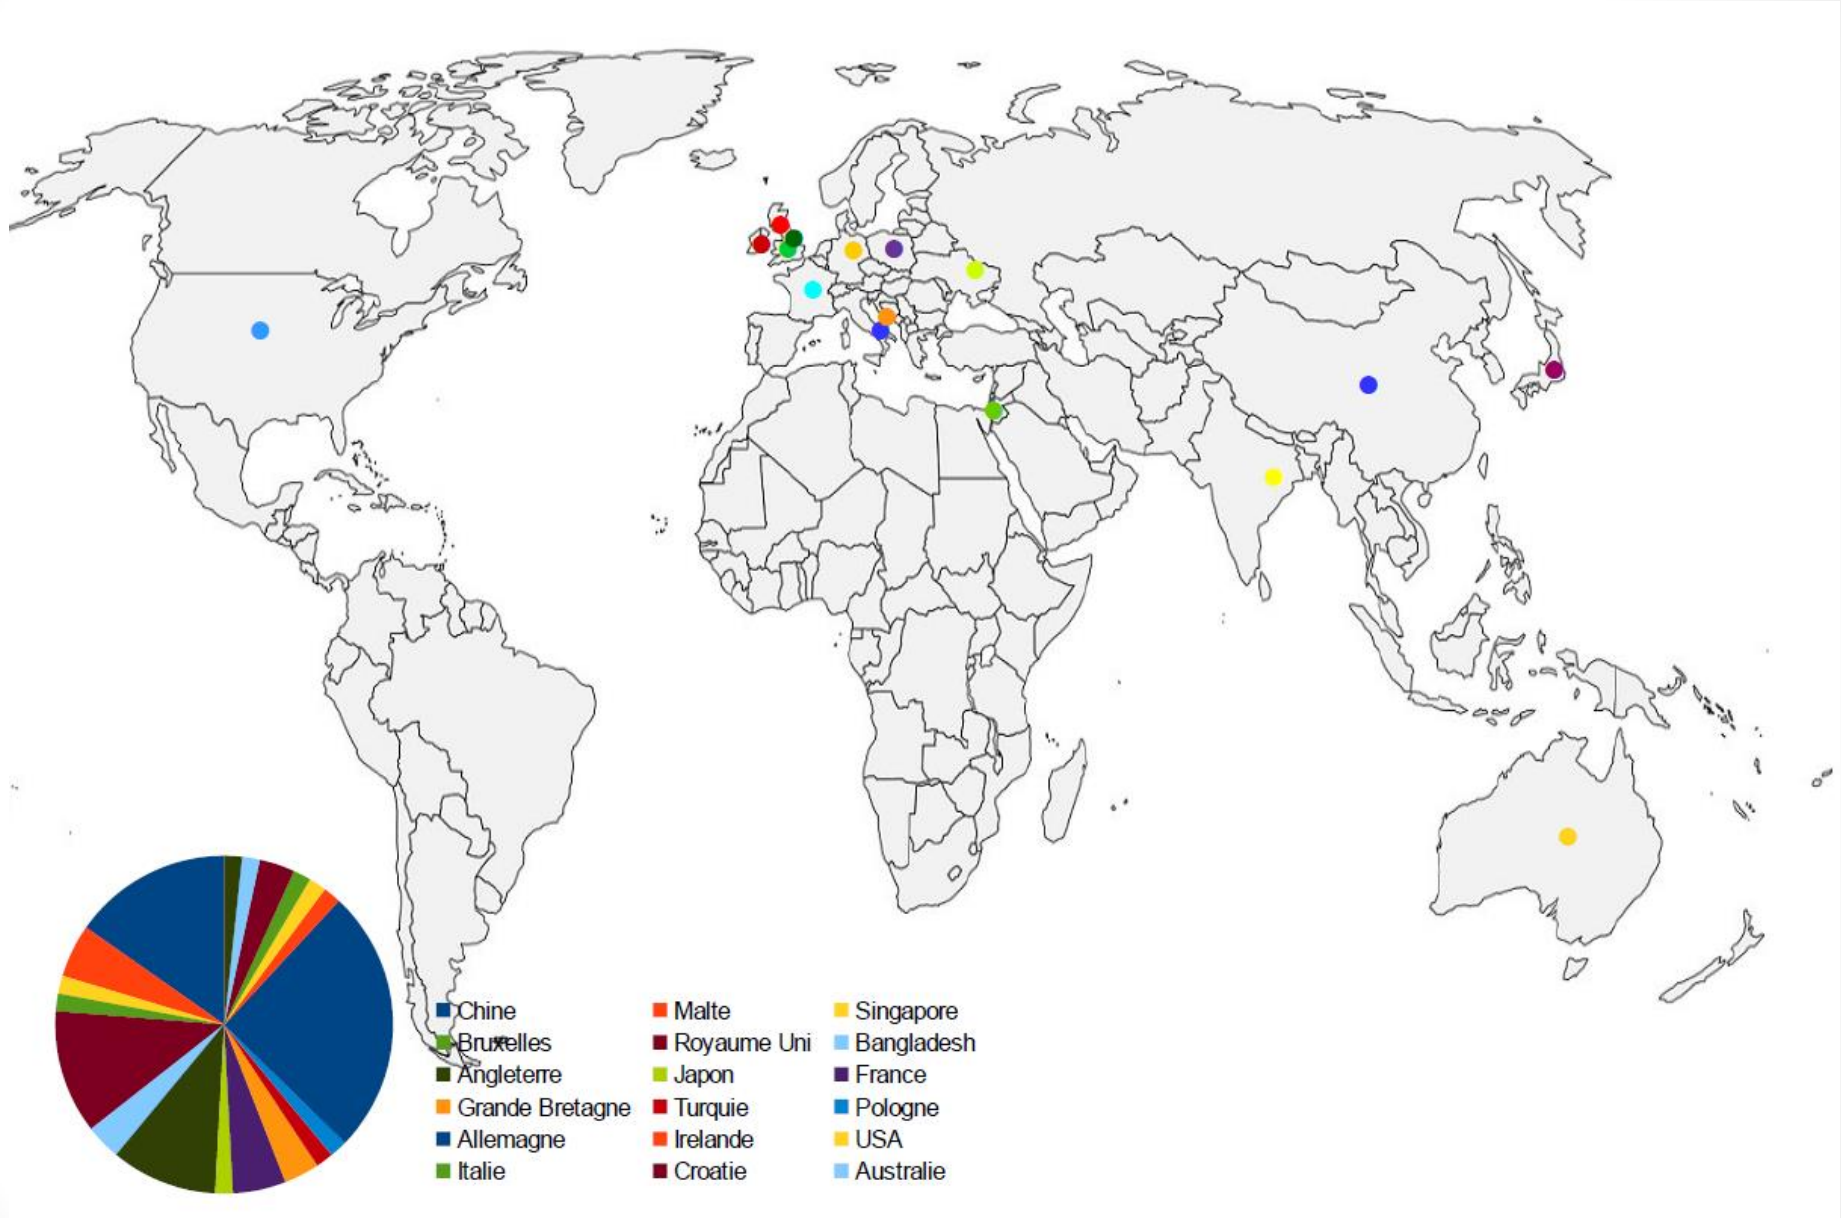 Chine Malte Singapore
Bruxelles Royaume Uni Bangladesh
Angleterre Japon France
Grande Bretagne Turquie Pologne
Allemagne Irelande USA
Italie Croatie Australie